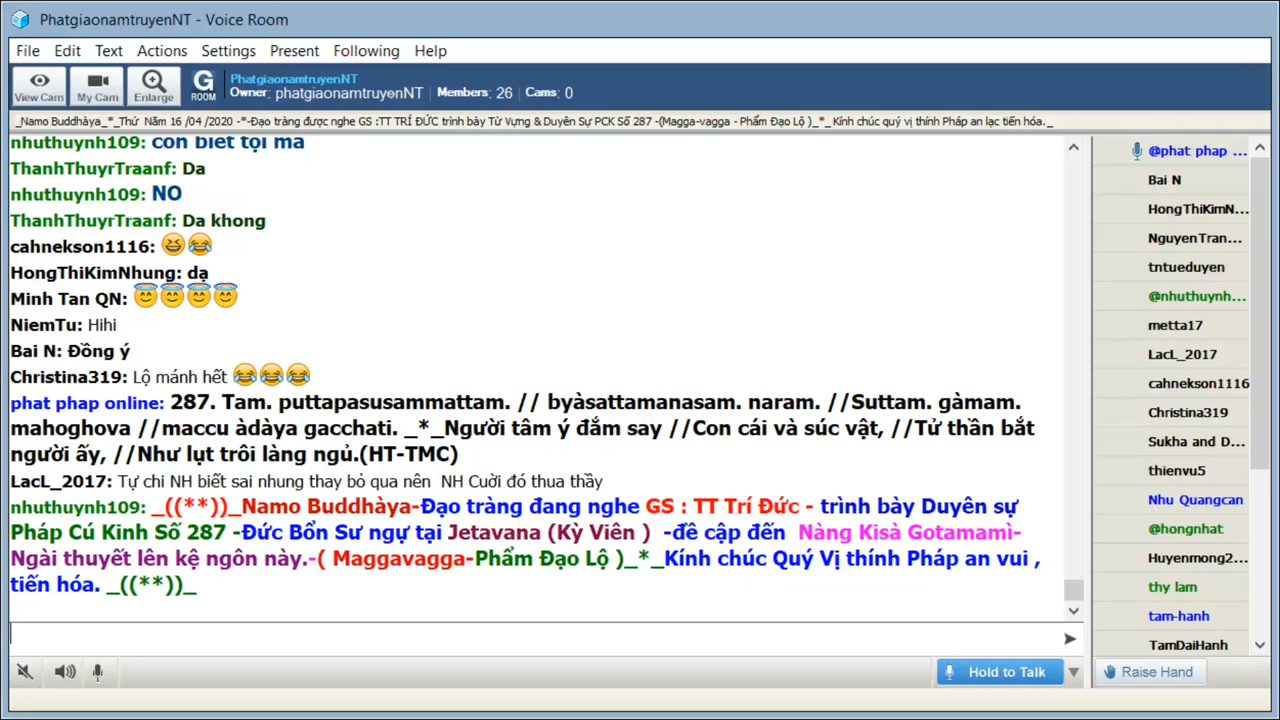 PhatgiaonamtruyenNT - Voice Room
File Edit Text Actions Settings Present Following Help
View Cam My Cam Enlarge G ROOM
PhatgiaonamtruyenNT
Owner: phatgiaonamtruyenNT Members: 26 Cams: 0
_Namo Buddhàya_*_Thứ Năm 16 /04 /2020 -*-Đạo tràng được nghe GS :TT TRÍ ĐỨC trình bày Từ Vựng & Duyên Sự PCK Số 287 -(Magga-vagga - Phẩm Đạo Lộ )_*_Kính chúc quý vị thính Pháp an lạc tiến hóa._
nhuthuynh109: con biet tội ma
ThanhThuyrTraanf: Da
nhuthuynh109: NO
ThanhThuyrTraanf: Da khong
cahnekson1116: 😆😂
HongThiKimNhung: dạ
Minh Tan QN: 😇😇😇😇
NiemTu: Hihi
Bai N: Đồng ý
Christina319: Lộ mánh hết 😂😂😂
phat phap online: 287. Tam. puttapasusammattam. // byàsattamanasam. naram. //Suttam. gàmam.
mahoghova //maccu àdàya gacchati. _*_Người tâm ý đắm say //Con cái và súc vật, //Tử thần bắt
người ấy, //Như lụt trôi làng ngủ.(HT-TMC)
LacL_2017: Tự chi NH biết sai nhưng thay bỏ qua nên NH Cuời đó thua thầy
nhuthuynh109: _((**))_Namo Buddhàya-Đạo tràng đang nghe GS : TT Trí Đức - trình bày Duyên sự
Pháp Cú Kinh Số 287 -Đức Bổn Sư ngự tại Jetavana (Kỳ Viên ) -đề cập đến Nàng Kisà Gotamamì-
Ngài thuyết lên kệ ngôn này.-( Maggavagga-Phẩm Đạo Lộ )_*_Kính chúc Quý Vị thính Pháp an vui ,
tiến hóa. _((**))_
@phat phap ...
Bai N
HongThiKimN...
NguyenTran...
tntueduyen
@nhuthuynh...
metta17
LacL_2017
cahnekson1116
Christina319
Sukha and D...
thienvu5
Nhu Quangcan
@hongnhat
Huyenmong2...
thy lam
tam-hanh
TamDaiHanh
Hold to Talk
Raise Hand